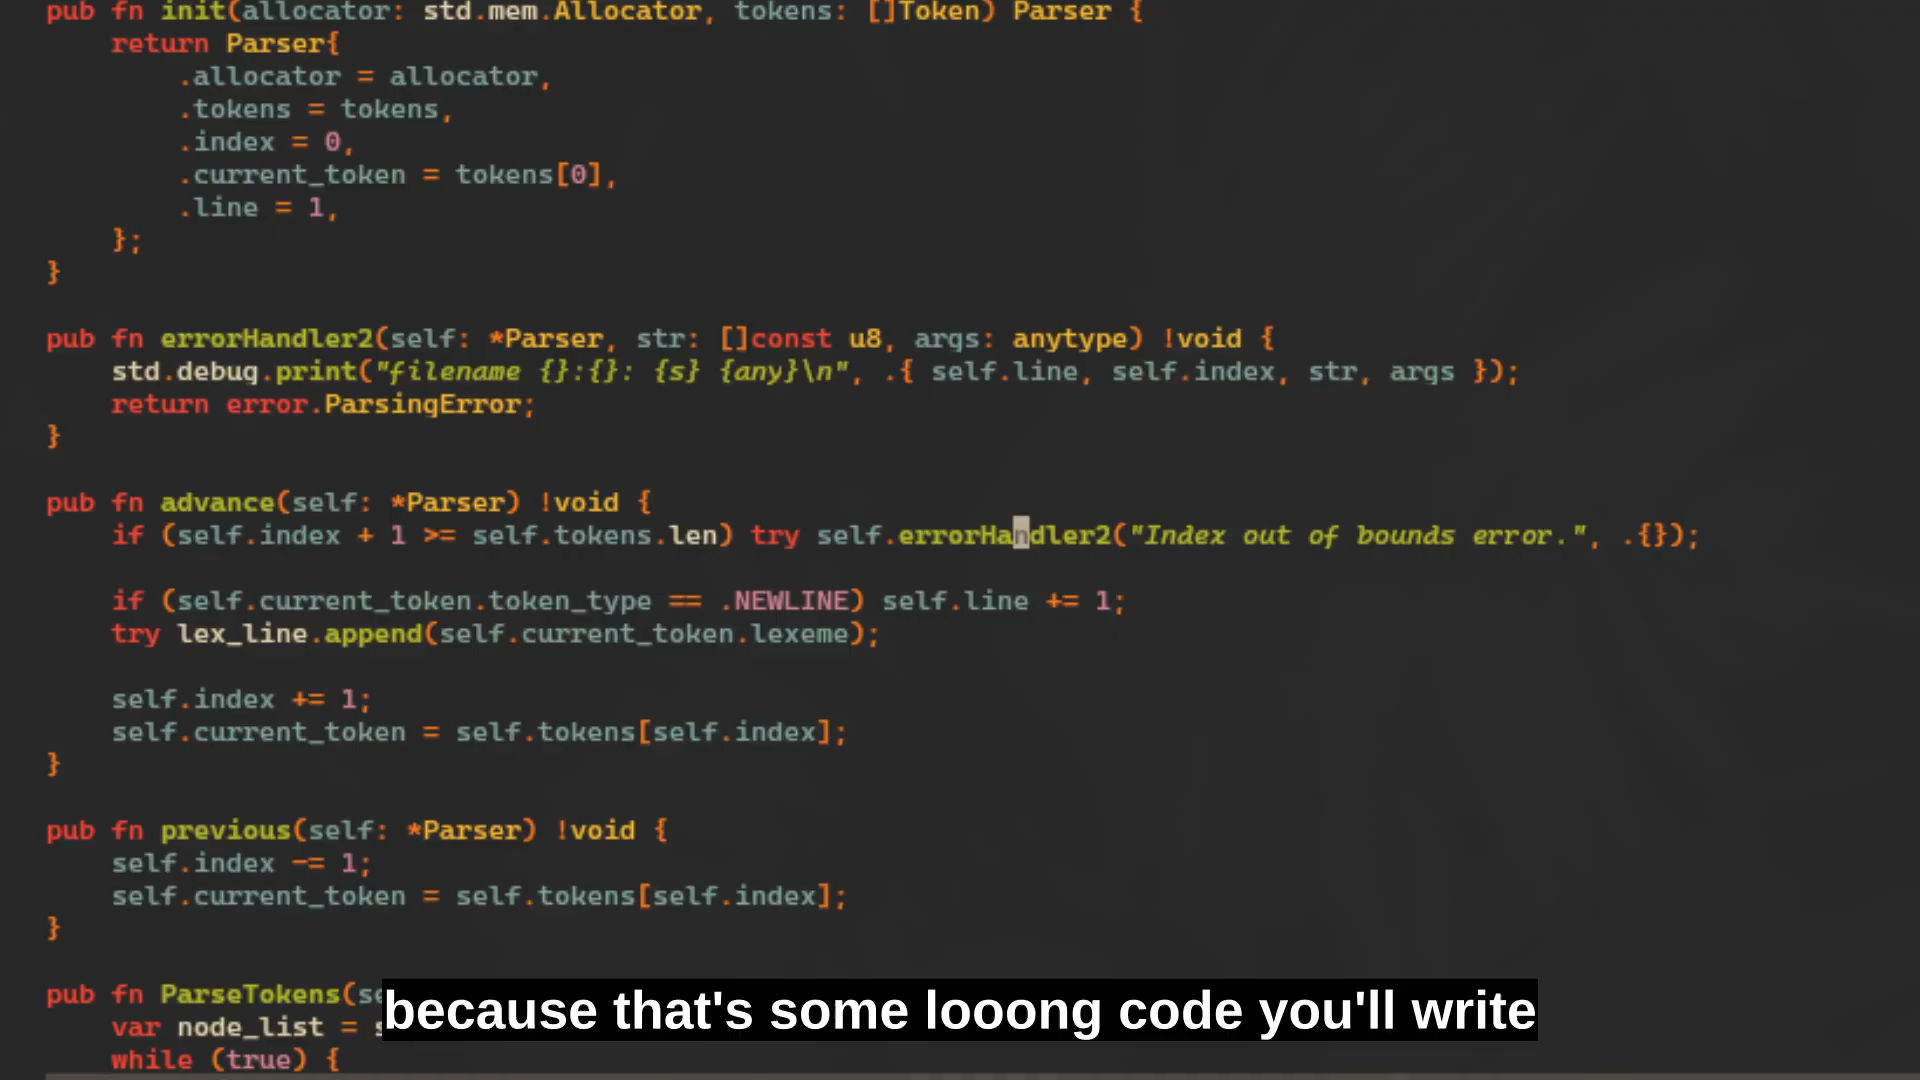 pub fn init(allocator: std.mem.Allocator, tokens: []Token) Parser {
    return Parser{
        .allocator = allocator,
        .tokens = tokens,
        .index = 0,
        .current_token = tokens[0],
        .line = 1,
    };
}
pub fn errorHandler2(self: *Parser, str: []const u8, args: anytype) !void {
    std.debug.print("filename {}:{}: {s} {any}\n", .{ self.line, self.index, str, args });
    return error.ParsingError;
}
pub fn advance(self: *Parser) !void {
    if (self.index + 1 >= self.tokens.len) try self.errorHandler2("Index out of bounds error.", .{});
    if (self.current_token.token_type == .NEWLINE) self.line += 1;
    try lex_line.append(self.current_token.lexeme);
    self.index += 1;
    self.current_token = self.tokens[self.index];
}
pub fn previous(self: *Parser) !void {
    self.index -= 1;
    self.current_token = self.tokens[self.index];
}
pub fn ParseTokens(
    var node_list =
    while (true) {
because that's some looong code you'll write